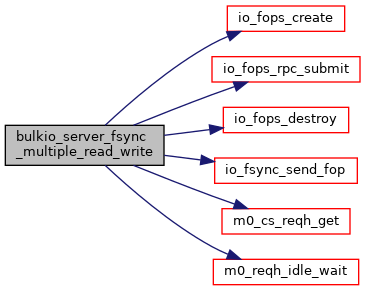 io_fops_create
io_fops_rpc_submit
io_fops_destroy
bulkio_server_fsync
_multiple_read_write
io_fsync_send_fop
m0_cs_reqh_get
m0_reqh_idle_wait